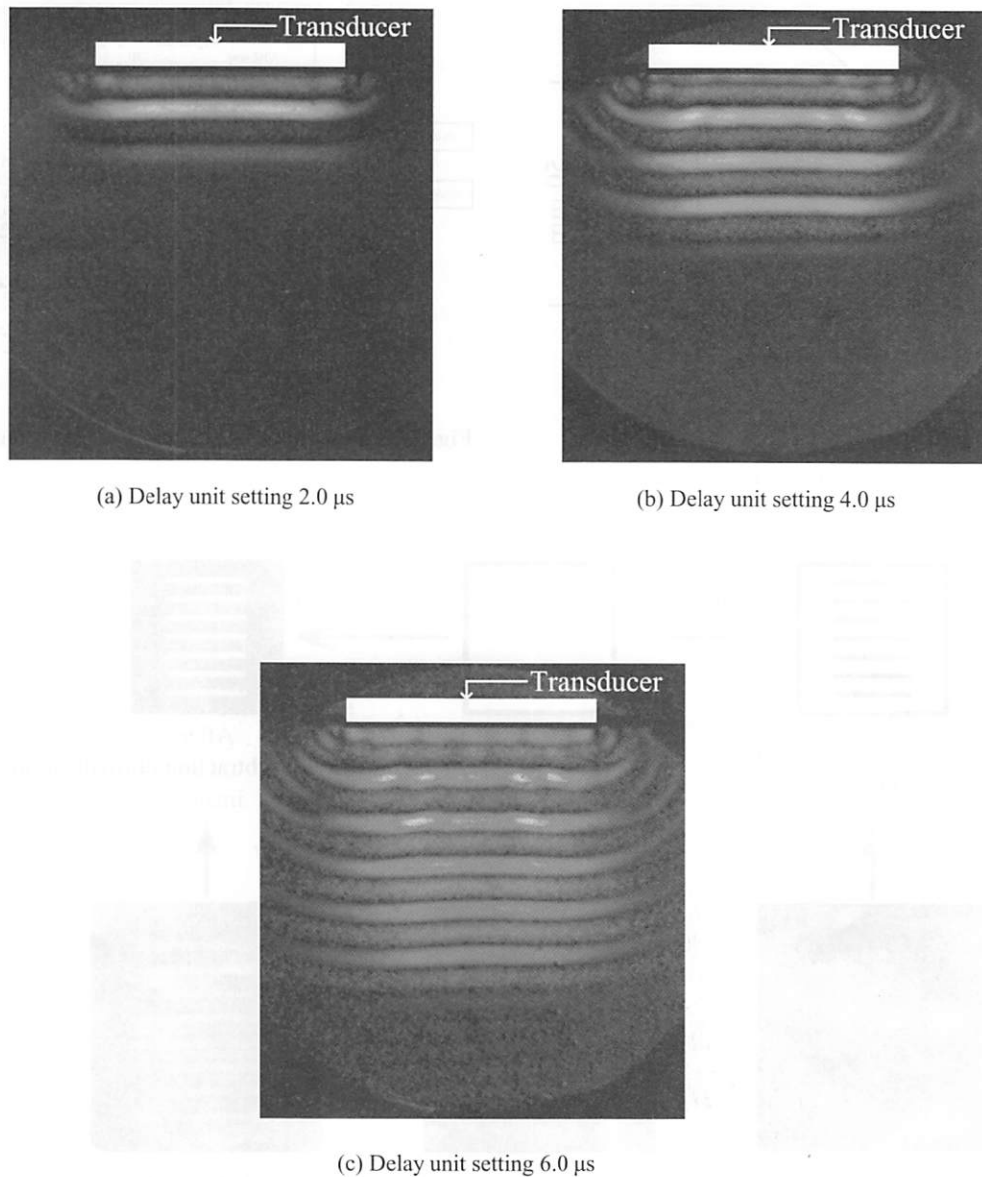 Transducer
Transducer
(a) Delay unit setting 2.0 μs
(b) Delay unit setting 4.0 μs
Transducer
(c) Delay unit setting 6.0 μs